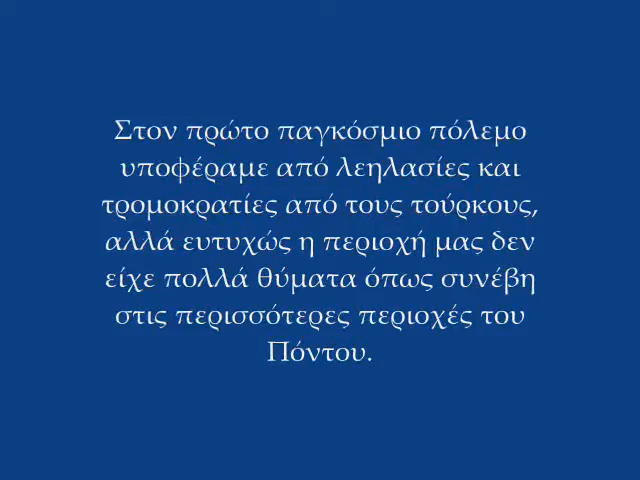 Στον πρώτο παγκόσμιο πόλεμο
υποφέραμε από λεηλασίες και
τρομοκρατίες από τους τούρκους,
αλλά ευτυχώς η περιοχή μας δεν
είχε πολλά θύματα όπως συνέβη
στις περισσότερες περιοχές του
Πόντου.